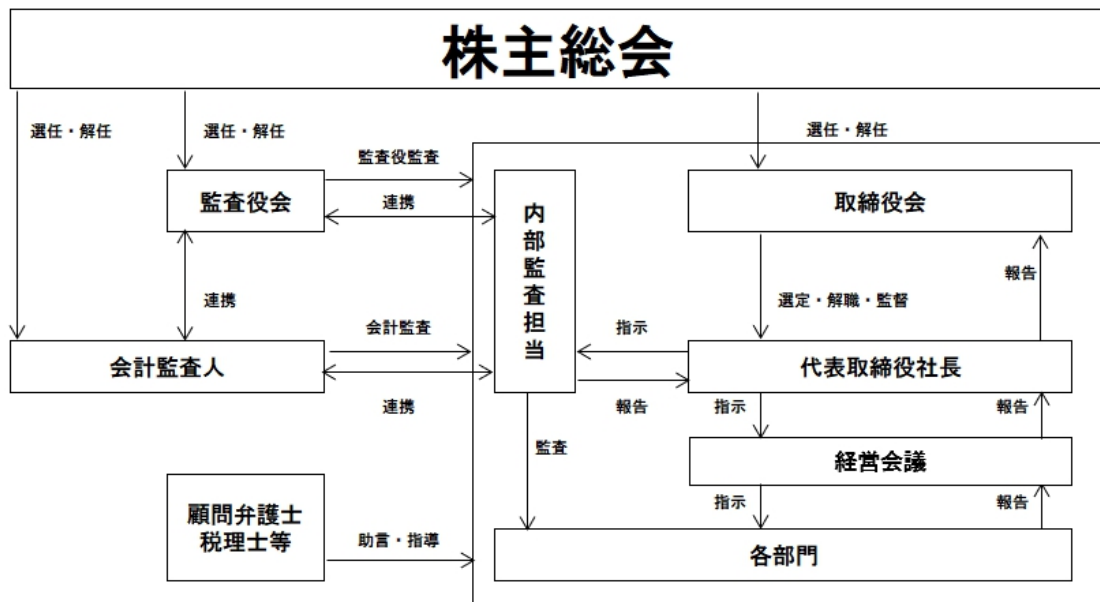 株主総会
選任・解任
選任・解任
選任・解任
監査役監査
監査役会
連携
内部監査担当
取締役会
報告
連携
選定・解職・監督
会計監査
指示
会計監査人
代表取締役社長
連携
報告
指示
報告
監査
経営会議
指示
報告
顧問弁護士
税理士等
助言・指導
各部門